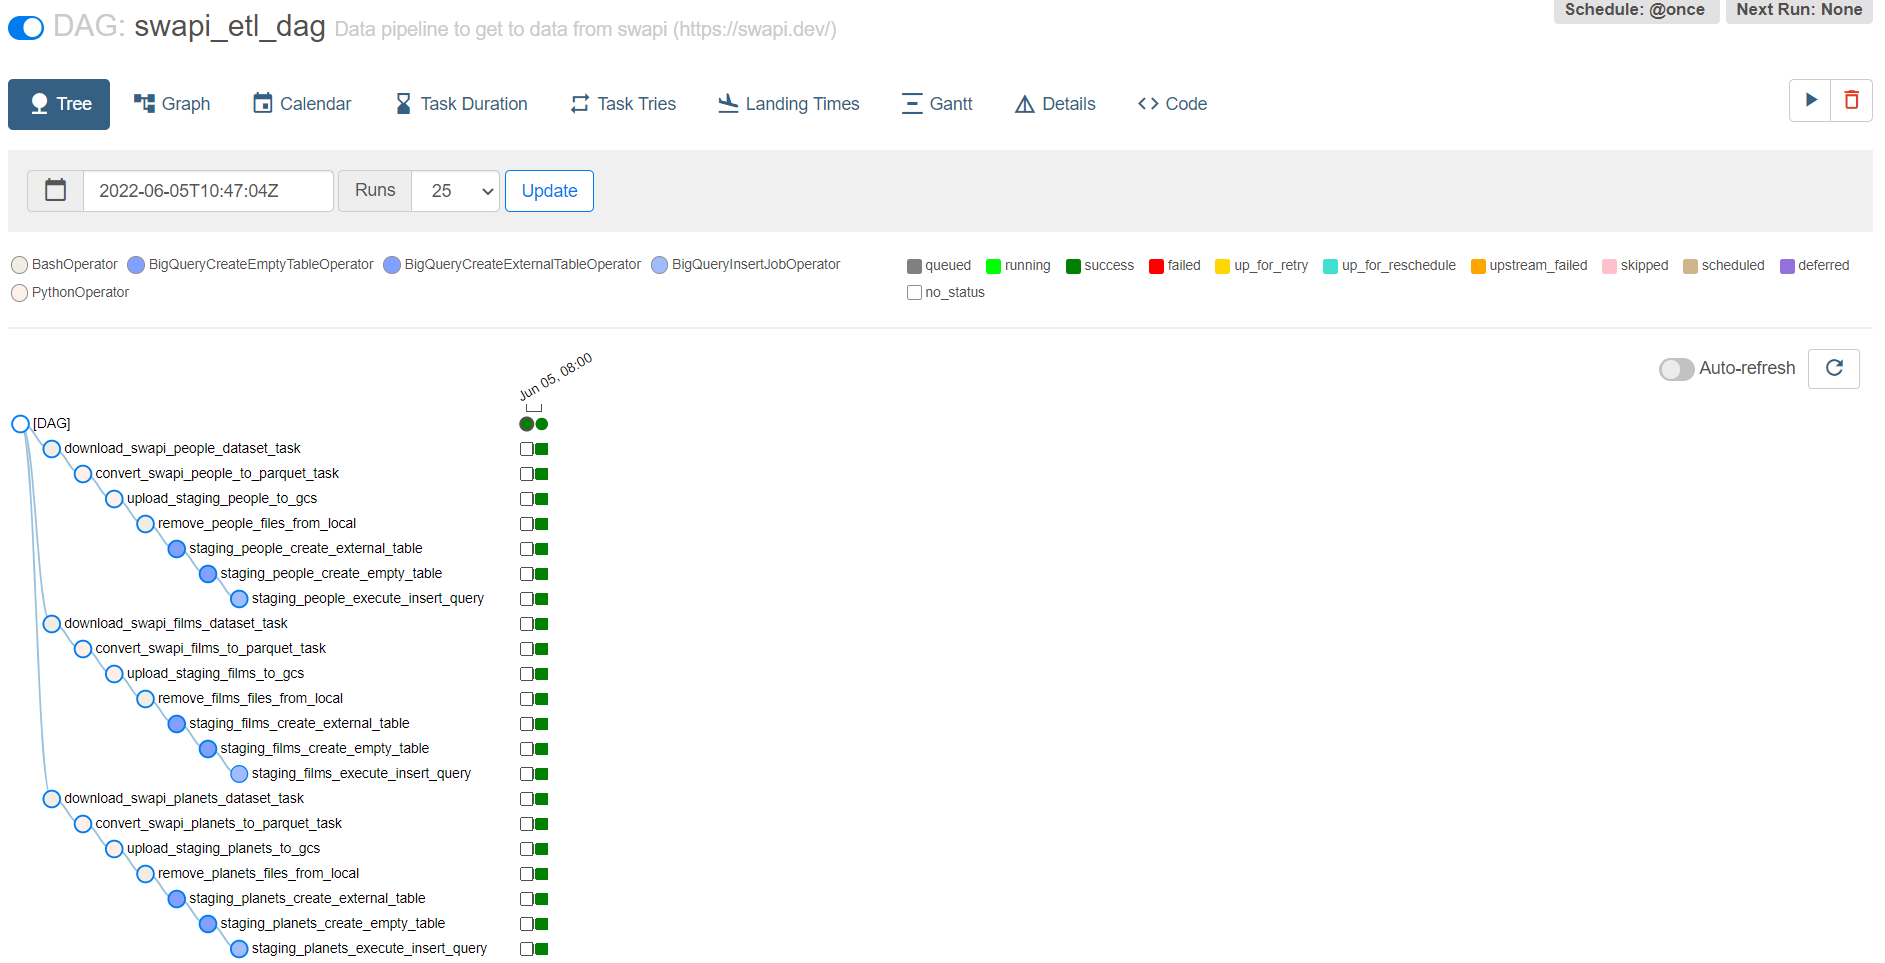 Schedule: @once Next Run: None
DAG: swapi_etl_dag Data pipeline to get to data from swapi (https://swapi.dev/)
Tree Graph Calendar Task Duration Task Tries Landing Times Gantt Details Code
2022-06-05T10:47:04Z Runs 25 Update
BashOperator BigQueryCreateEmptyTableOperator BigQueryCreateExternalTableOperator BigQueryInsertJobOperator
PythonOperator
queued running success failed up_for_retry up_for_reschedule upstream_failed skipped scheduled deferred
no_status
Auto-refresh
Jun 05, 08:00
[DAG]
download_swapi_people_dataset_task
convert_swapi_people_to_parquet_task
upload_staging_people_to_gcs
remove_people_files_from_local
staging_people_create_external_table
staging_people_create_empty_table
staging_people_execute_insert_query
download_swapi_films_dataset_task
convert_swapi_films_to_parquet_task
upload_staging_films_to_gcs
remove_films_files_from_local
staging_films_create_external_table
staging_films_create_empty_table
staging_films_execute_insert_query
download_swapi_planets_dataset_task
convert_swapi_planets_to_parquet_task
upload_staging_planets_to_gcs
remove_planets_files_from_local
staging_planets_create_external_table
staging_planets_create_empty_table
staging_planets_execute_insert_query